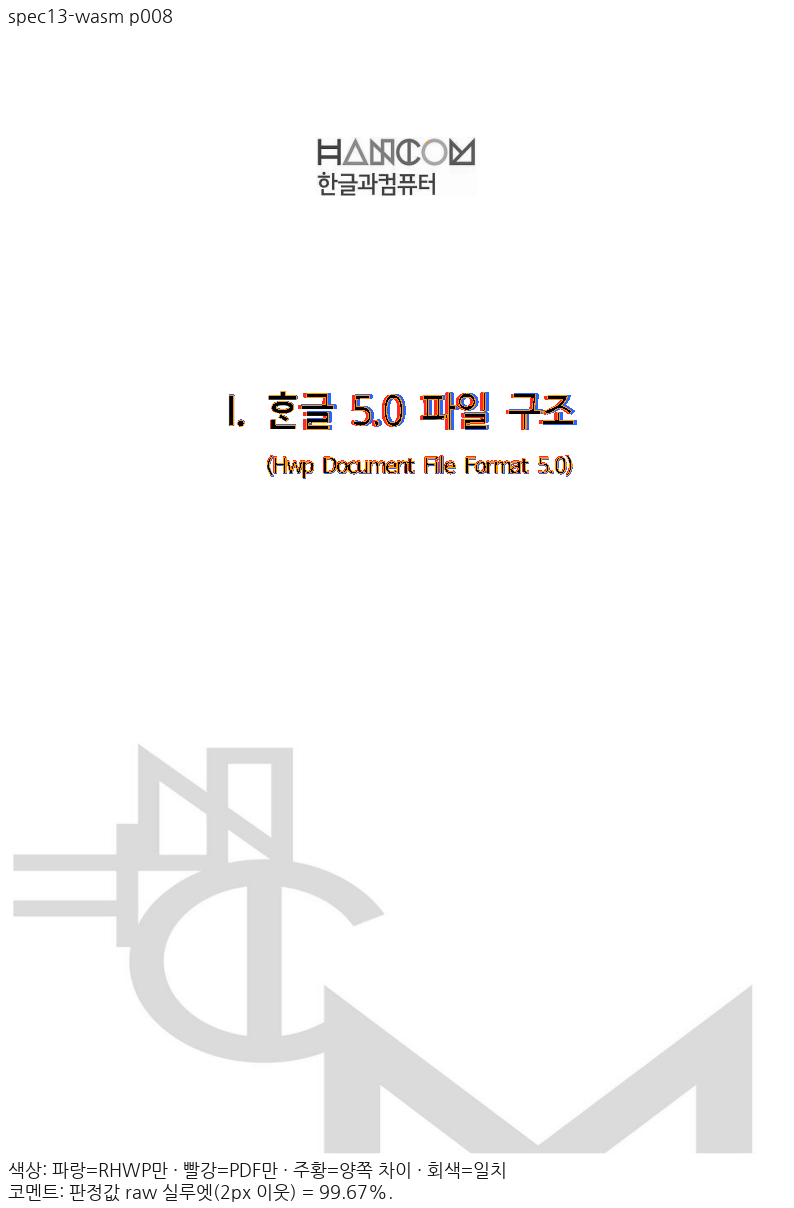 spec13-wasm p008
HANCOM
한글과컴퓨터
I. 한글 5.0 파일 구조
(Hwp Document File Format 5.0)
색상: 파랑=RHWP만 · 빨강=PDF만 · 주황=양쪽 차이 · 회색=일치
코멘트: 판정값 raw 실루엣(2px 이웃) = 99.67%.